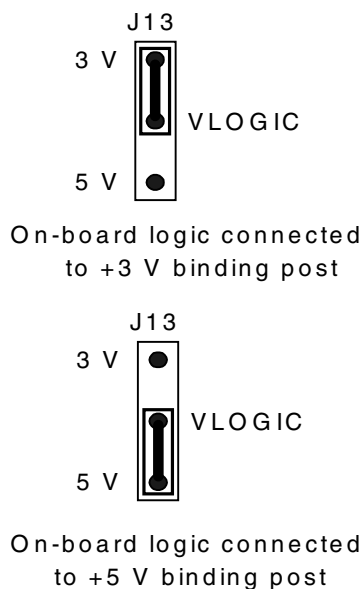 J13
3 V
VLOGIC
5 V
On-board logic connected
to +3 V binding post
J13
3 V
VLOGIC
5 V
On-board logic connected
to +5 V binding post